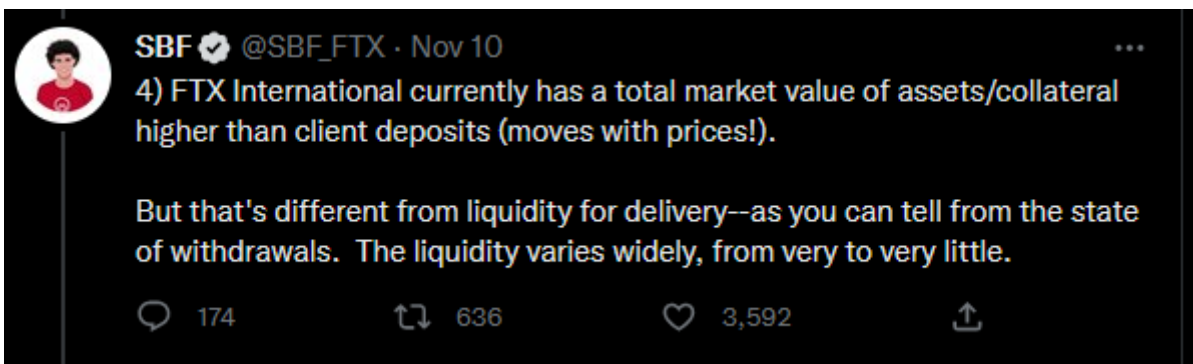 SBF @SBF_FTX · Nov 10
4) FTX International currently has a total market value of assets/collateral
higher than client deposits (moves with prices!).
But that's different from liquidity for delivery--as you can tell from the state
of withdrawals.  The liquidity varies widely, from very to very little.
174 636 3,592